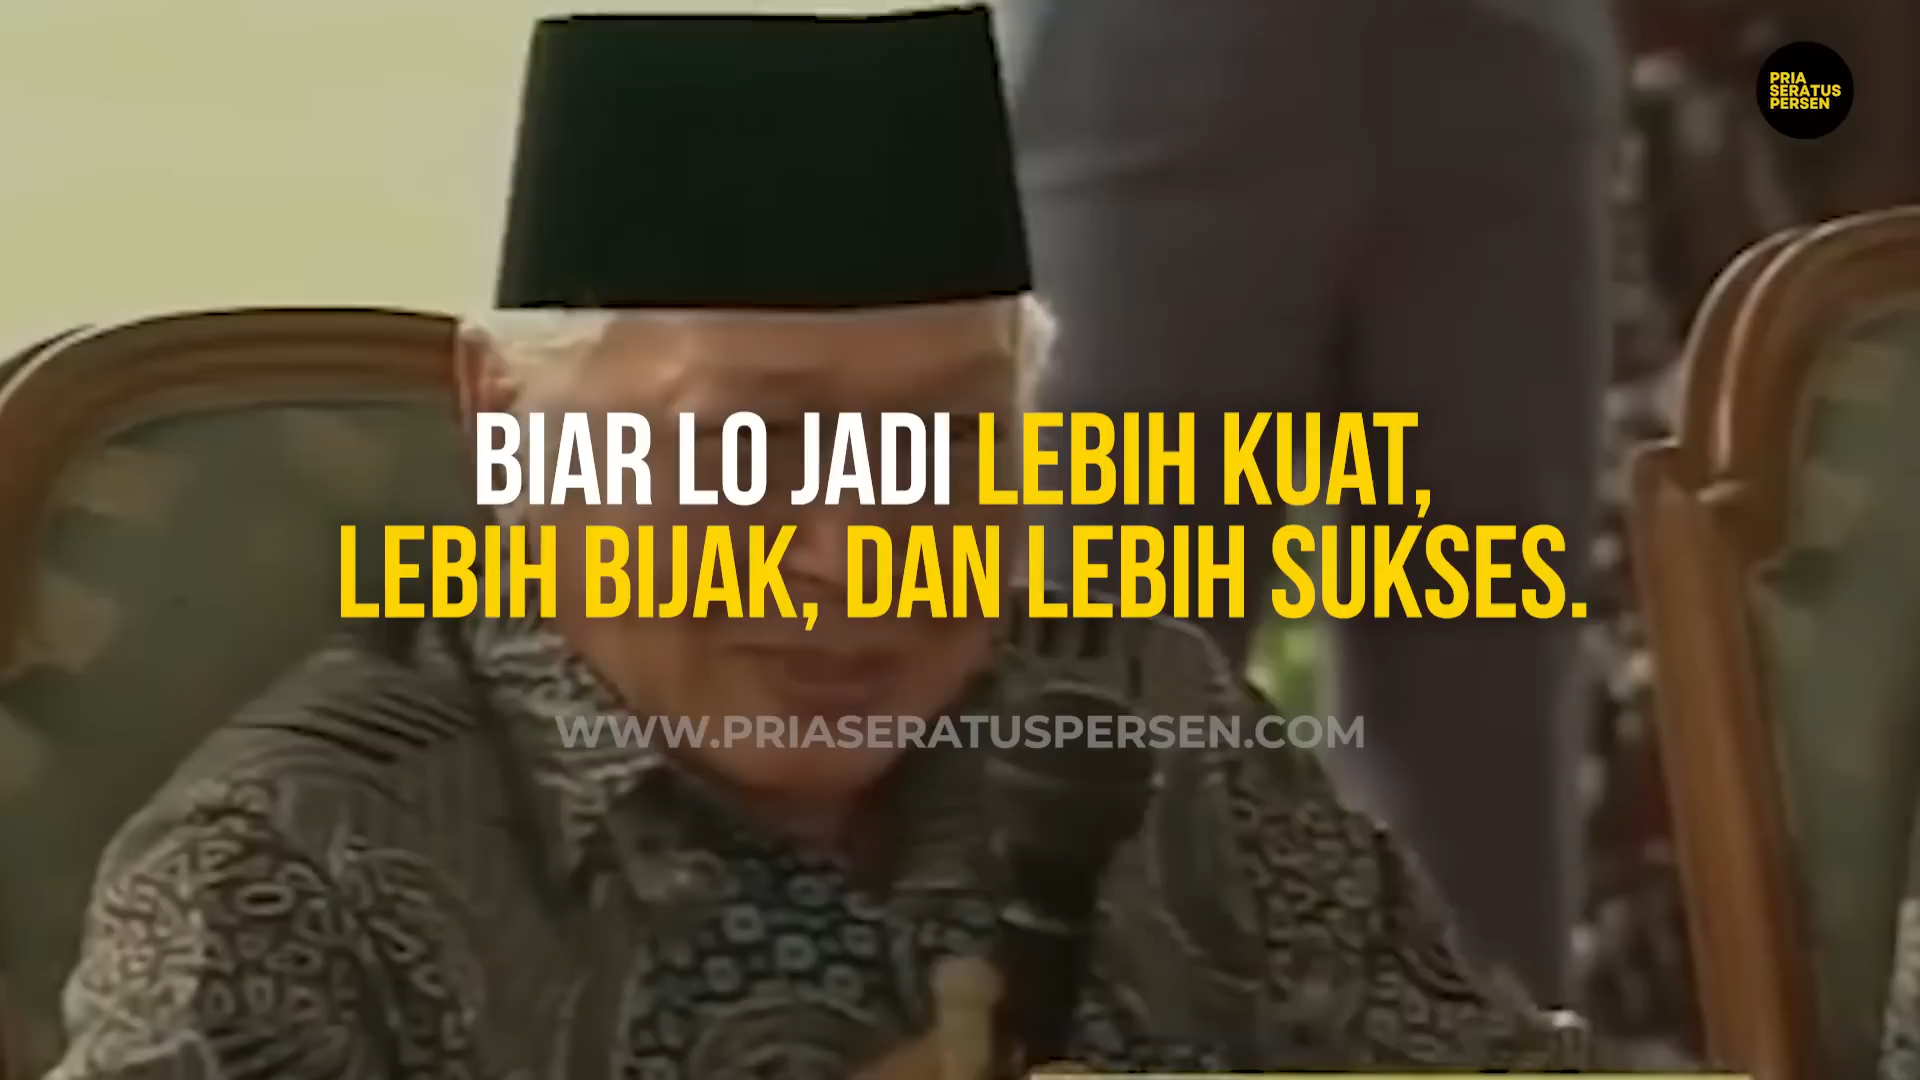 PRIA
SERATUS
PERSEN
BIAR LO JADI LEBIH KUAT,
LEBIH BIJAK, DAN LEBIH SUKSES.
WWW.PRIASERATUSPERSEN.COM